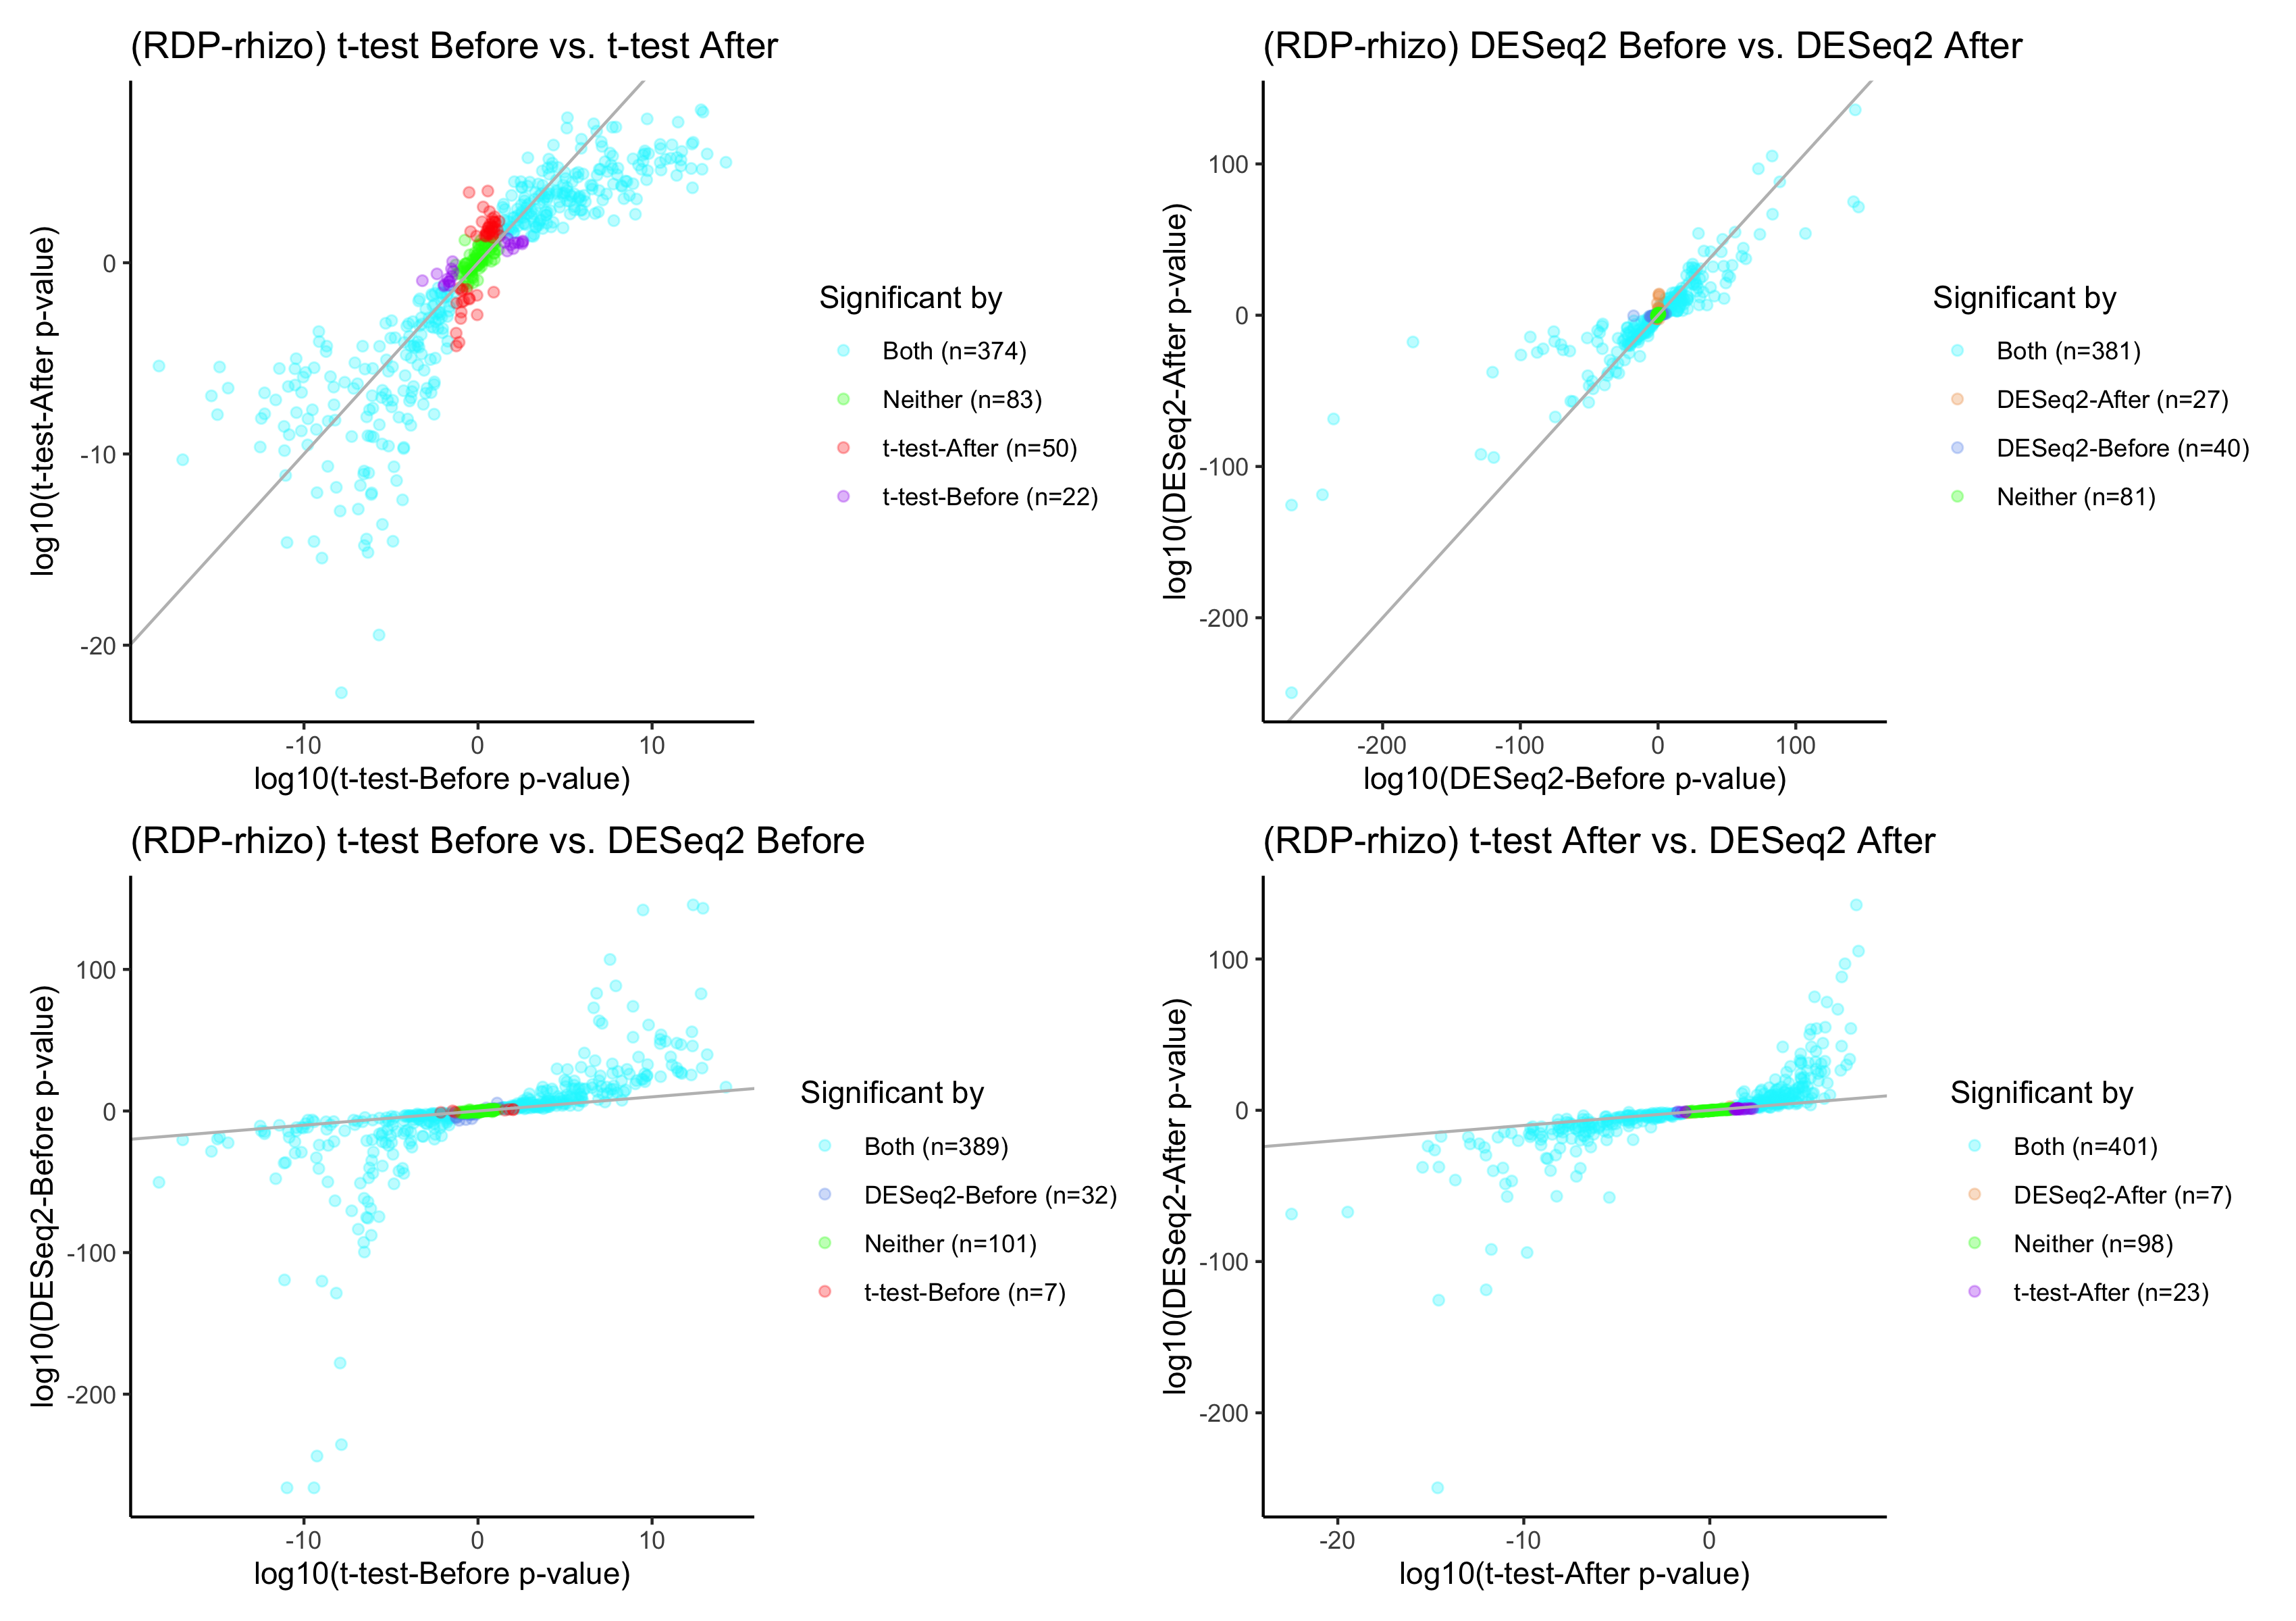 (RDP-rhizo) t-test Before vs. t-test After
log10(t-test-After p-value)
0
-10
-20
-10
0
10
log10(t-test-Before p-value)
Significant by
Both (n=374)
Neither (n=83)
t-test-After (n=50)
t-test-Before (n=22)
(RDP-rhizo) DESeq2 Before vs. DESeq2 After
log10(DESeq2-After p-value)
100
0
-100
-200
-200
-100
0
100
log10(DESeq2-Before p-value)
Significant by
Both (n=381)
DESeq2-After (n=27)
DESeq2-Before (n=40)
Neither (n=81)
(RDP-rhizo) t-test Before vs. DESeq2 Before
log10(DESeq2-Before p-value)
100
0
-100
-200
-10
0
10
log10(t-test-Before p-value)
Significant by
Both (n=389)
DESeq2-Before (n=32)
Neither (n=101)
t-test-Before (n=7)
(RDP-rhizo) t-test After vs. DESeq2 After
log10(DESeq2-After p-value)
100
0
-100
-200
-20
-10
0
log10(t-test-After p-value)
Significant by
Both (n=401)
DESeq2-After (n=7)
Neither (n=98)
t-test-After (n=23)